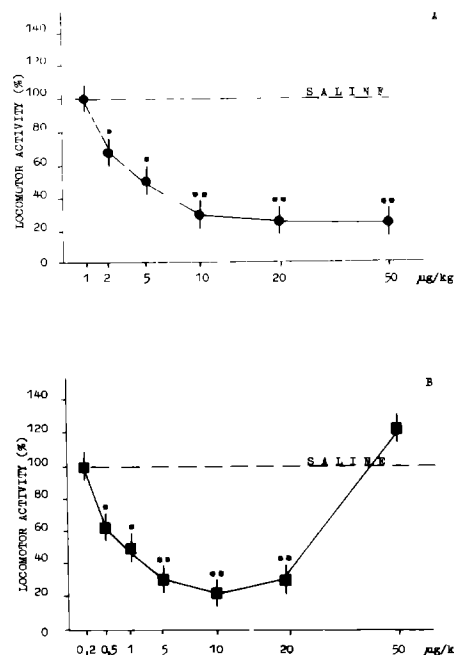 A
LOCOMOTOR ACTIVITY (%)
140
120
100
80
60
40
20
0
SALINE
* * ** ** **
1 2 5 10 20 50 µg/kg
B
LOCOMOTOR ACTIVITY (%)
140
120
100
80
60
40
20
0
SALINE
* * ** ** **
0,2 0,5 1 5 10 20 50 µg/kg